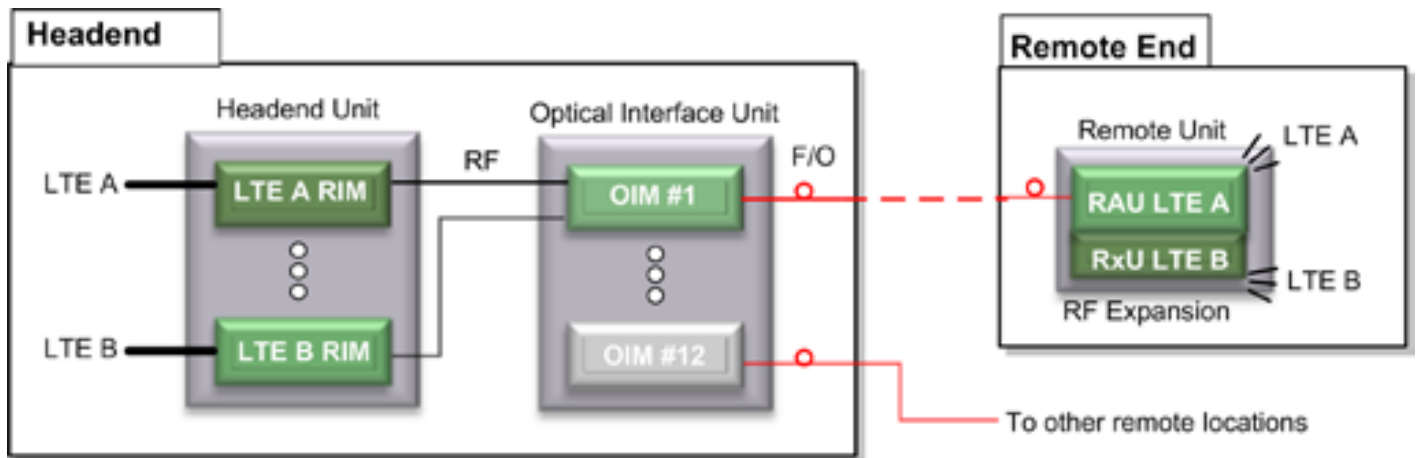 Headend
Remote End
Headend Unit
Optical Interface Unit
Remote Unit
LTE A
RF
F/O
LTE A
LTE A RIM
OIM #1
RAU LTE A
RxU LTE B
LTE B
RF Expansion
LTE B
LTE B RIM
OIM #12
To other remote locations